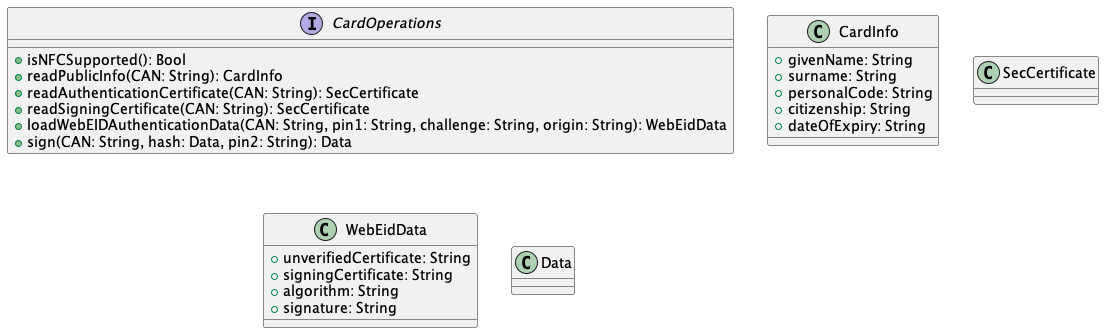 I CardOperations
isNFCSupported(): Bool
readPublicInfo(CAN: String): CardInfo
readAuthenticationCertificate(CAN: String): SecCertificate
readSigningCertificate(CAN: String): SecCertificate
loadWebEIDAuthenticationData(CAN: String, pin1: String, challenge: String, origin: String): WebEidData
sign(CAN: String, hash: Data, pin2: String): Data
C CardInfo
givenName: String
surname: String
personalCode: String
citizenship: String
dateOfExpiry: String
C SecCertificate
C WebEidData
unverifiedCertificate: String
signingCertificate: String
algorithm: String
signature: String
C Data